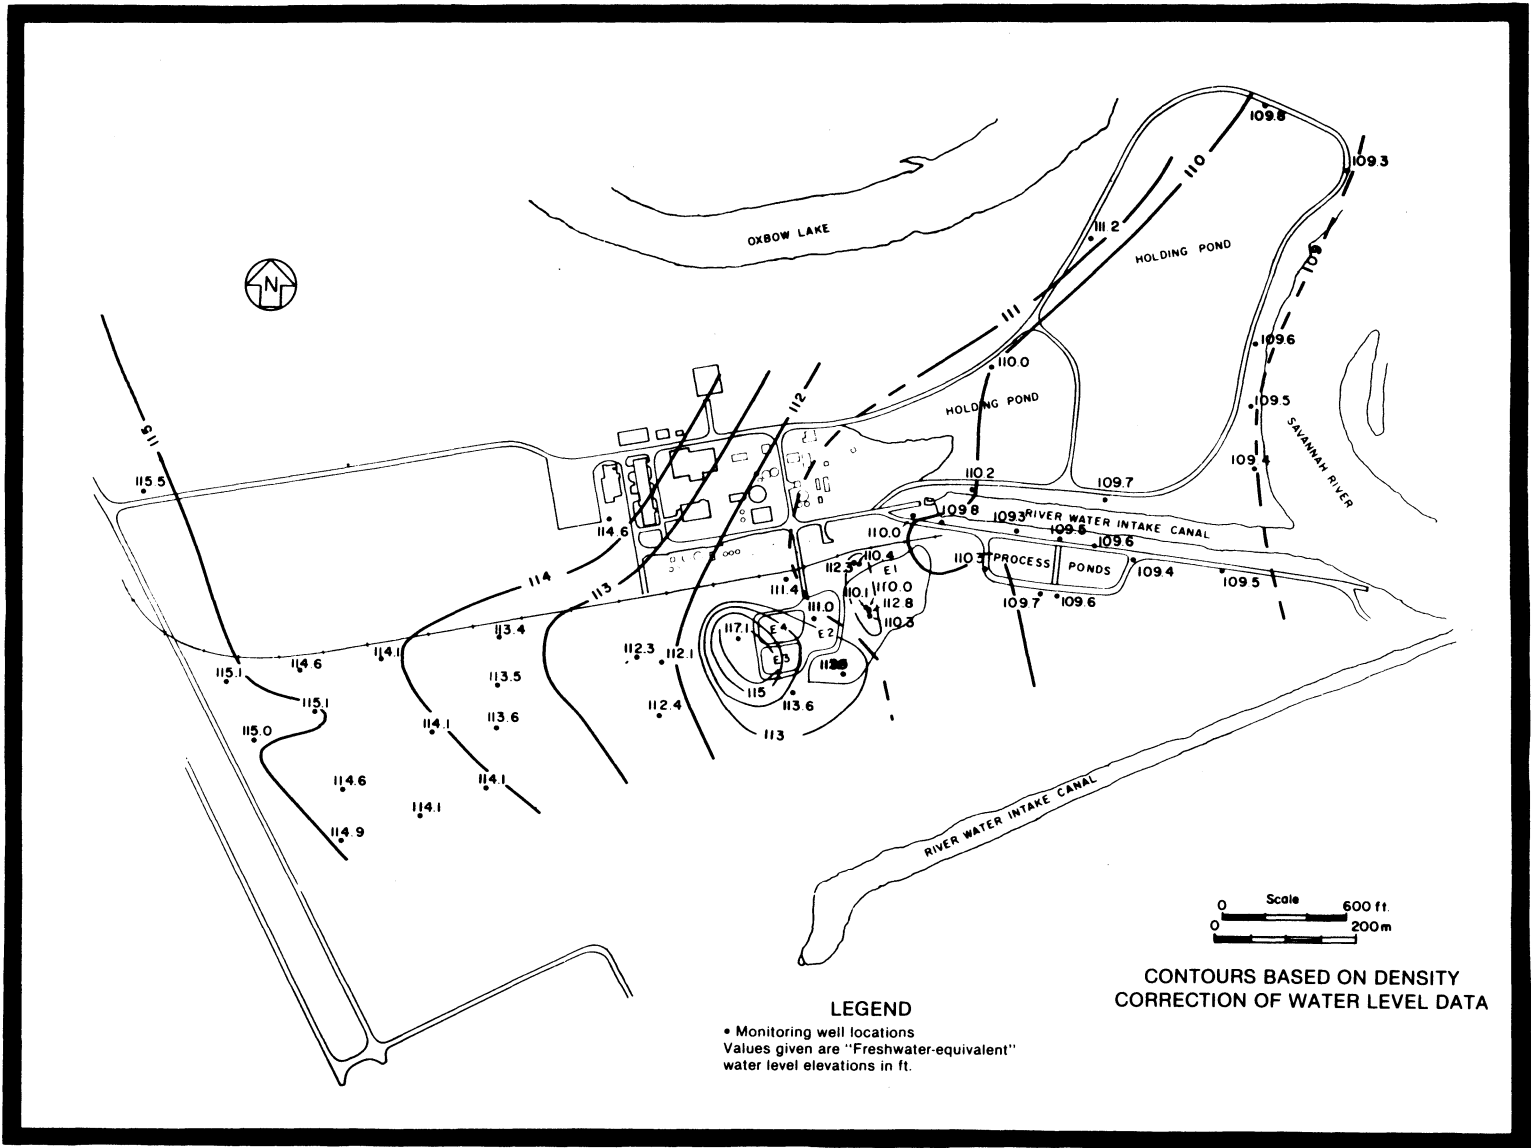 109.8
109.3
110
111.2
OXBOW LAKE
HOLDING POND
109
N
111
109.6
110.0
112
HOLDING POND
109.5
115
SAVANNAH RIVER
109.4
115.5
110.2
109.7
114.6
110.0
109.8
109.3
RIVER WATER INTAKE CANAL
109.5
109.6
110.4
112.3
E1
110.3
PROCESS
PONDS
109.4
109.5
114
113
111.4
110.1
110.0
112.8
109.7
109.6
111.0
110.3
113.4
117.1
E4
E2
112.3
112.1
E3
114.1
114.6
115.1
113.5
115
115.1
112.4
113.6
113.6
114.1
115.0
113
114.6
114.1
114.1
114.9
RIVER WATER INTAKE CANAL
Scale
0
600 ft.
0
200m
CONTOURS BASED ON DENSITY
CORRECTION OF WATER LEVEL DATA
LEGEND
• Monitoring well locations
Values given are "Freshwater-equivalent"
water level elevations in ft.